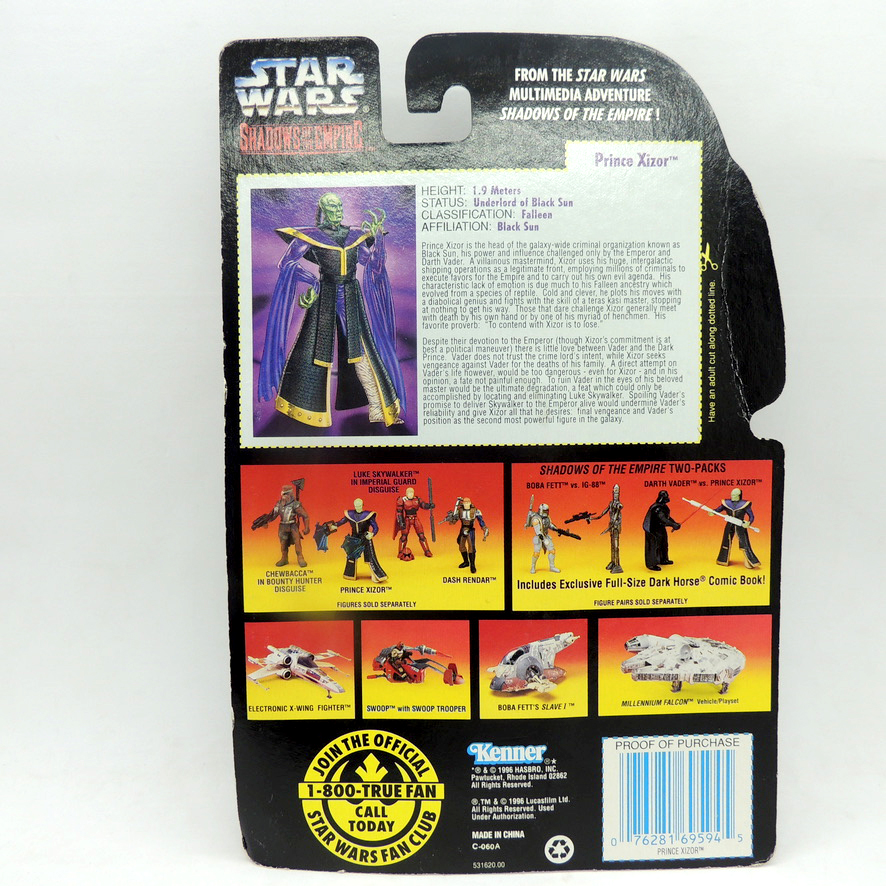 STAR
WARS®
SHADOWS OF THE EMPIRE™
FROM THE STAR WARS
MULTIMEDIA ADVENTURE
SHADOWS OF THE EMPIRE!
Prince Xizor™
HEIGHT: 1.9 Meters
STATUS: Underlord of Black Sun
CLASSIFICATION: Falleen
AFFILIATION: Black Sun
Prince Xizor is the head of the galaxy-wide criminal organization known as
Black Sun, his power and influence challenged only by the Emperor and
Darth Vader. A villainous mastermind, Xizor uses his huge, intergalactic
shipping operations as a legitimate front, employing millions of criminals to
execute favors for the Empire and to carry out his own evil agenda. His
characteristic lack of emotion is due much to his Falleen ancestry which
evolved from a species of reptile. Cold and clever, he plots his moves with
a diabolical genius and fights with the skill of a teras kasi master, stopping
at nothing to get his way. Those that dare challenge Xizor generally meet
with death by his own hand or by one of his myriad of henchmen. His
favorite proverb: "To contend with Xizor is to lose."
Despite their devotion to the Emperor (though Xizor's commitment is at
best a political maneuver) there is little love between Vader and the Dark
Prince. Vader does not trust the crime lord's intent, while Xizor seeks
vengeance against Vader for the deaths of his family. A direct attempt on
Vader's life however, would be too dangerous - even for Xizor - and in his
opinion, a fate not painful enough. To ruin Vader in the eyes of his beloved
master would be the ultimate degradation, a feat which could only be
accomplished by locating and eliminating Luke Skywalker. Spoiling Vader's
promise to deliver Skywalker to the Emperor alive would undermine Vader's
reliability and give Xizor all that he desires: final vengeance and Vader's
position as the second most powerful figure in the galaxy.
Have an adult cut along dotted line.
LUKE SKYWALKER™
IN IMPERIAL GUARD
DISGUISE
CHEWBACCA™
IN BOUNTY HUNTER
DISGUISE
PRINCE XIZOR™
DASH RENDAR™
FIGURES SOLD SEPARATELY
SHADOWS OF THE EMPIRE TWO-PACKS
BOBA FETT™ vs. IG-88™
DARTH VADER™ vs. PRINCE XIZOR™
Includes Exclusive Full-Size Dark Horse® Comic Book!
FIGURE PAIRS SOLD SEPARATELY
ELECTRONIC X-WING FIGHTER™
SWOOP™ with SWOOP TROOPER
BOBA FETT'S SLAVE I™
MILLENNIUM FALCON™ Vehicle/Playset
JOIN THE OFFICIAL
1-800-TRUE FAN
CALL
TODAY
STAR WARS FAN CLUB
Kenner®★
*® & © 1996 HASBRO, INC.
Pawtucket, Rhode Island 02862
All Rights Reserved.
®,TM & © 1996 Lucasfilm Ltd.
All Rights Reserved. Used
Under Authorization.
MADE IN CHINA
C-060A
531620.00
PROOF OF PURCHASE
0 76281 69594 5
PRINCE XIZOR™